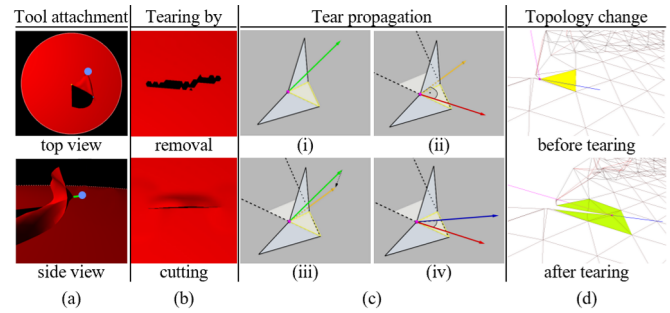 Tool attachment
Tearing by
Tear propagation
Topology change
top view
removal
(i)
(ii)
before tearing
side view
cutting
(iii)
(iv)
after tearing
(a)
(b)
(c)
(d)